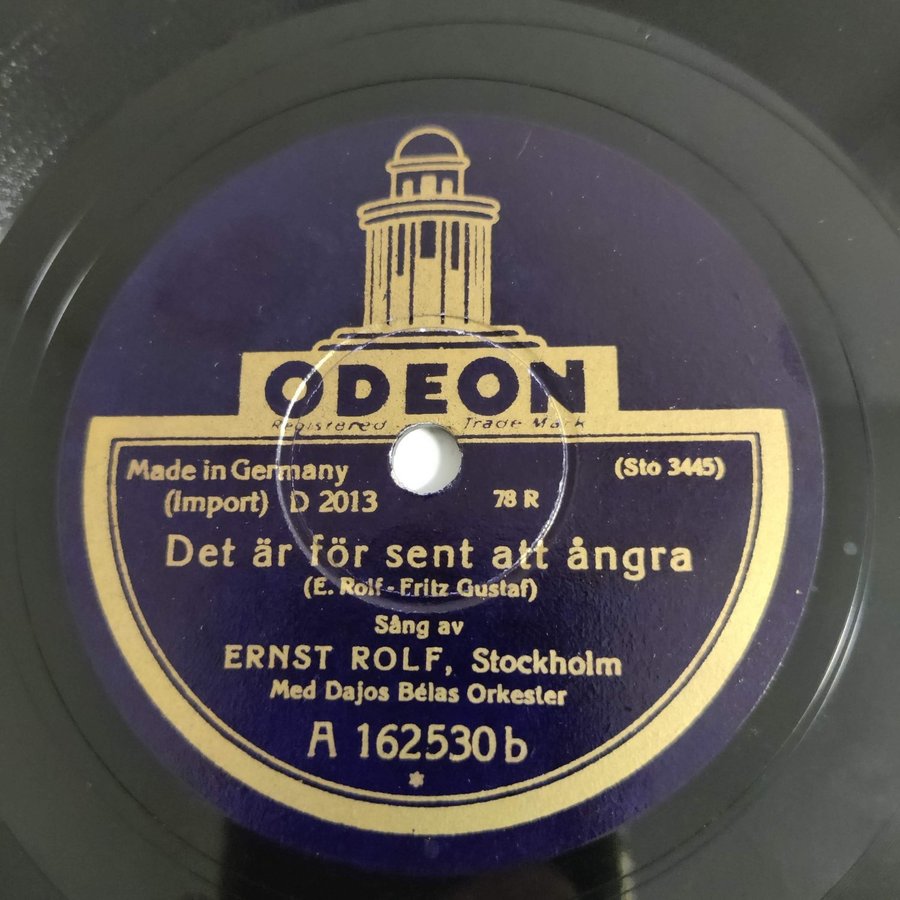 ODEON
Registered Trade Mark
Made in Germany (Sto 3445)
(Import) D 2013 78 R
Det är för sent att ångra
(E. Rolf - Fritz Gustaf)
Sång av
ERNST ROLF, Stockholm
Med Dajos Bélas Orkester
A 162530 b